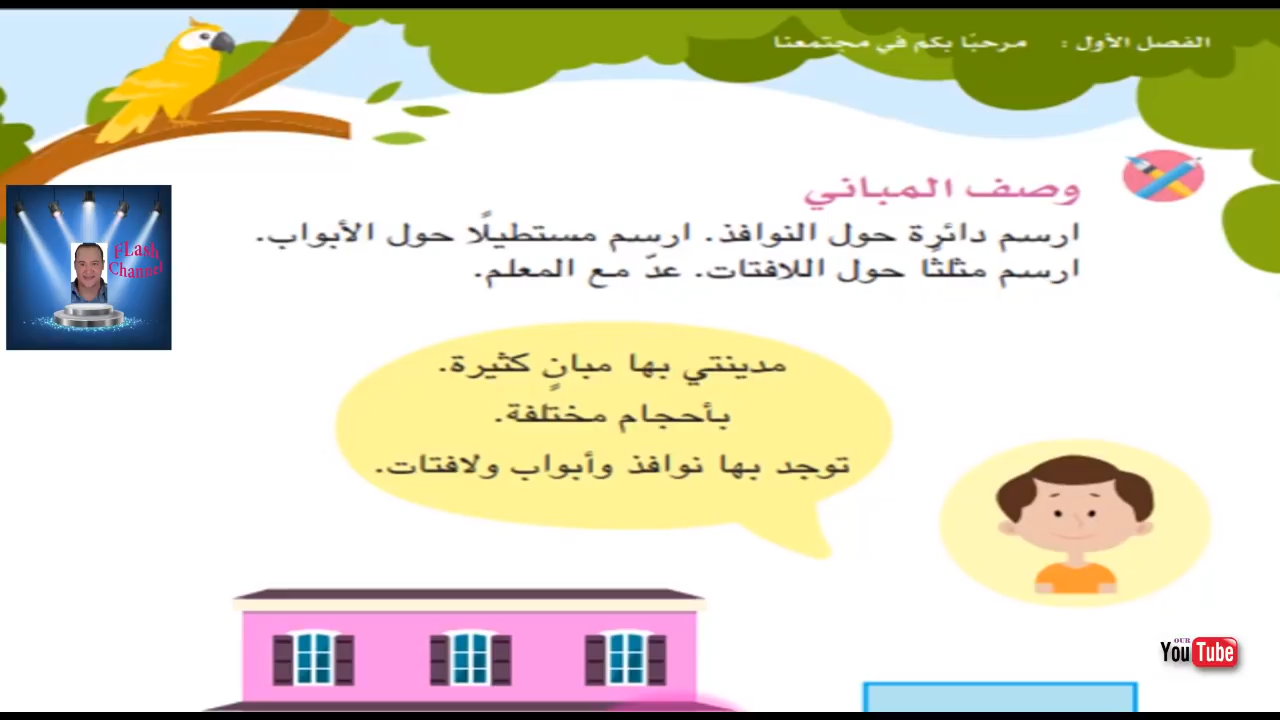 الفصل الأول : مرحبًا بكم في مجتمعنا
وصف المباني
ارسم دائرة حول النوافذ. ارسم مستطيلًا حول الأبواب.
ارسم مثلثًا حول اللافتات. عدّ مع المعلم.
FLash
Channel
مدينتي بها مبانٍ كثيرة.
بأحجام مختلفة.
توجد بها نوافذ وأبواب ولافتات.
OUR
YouTube